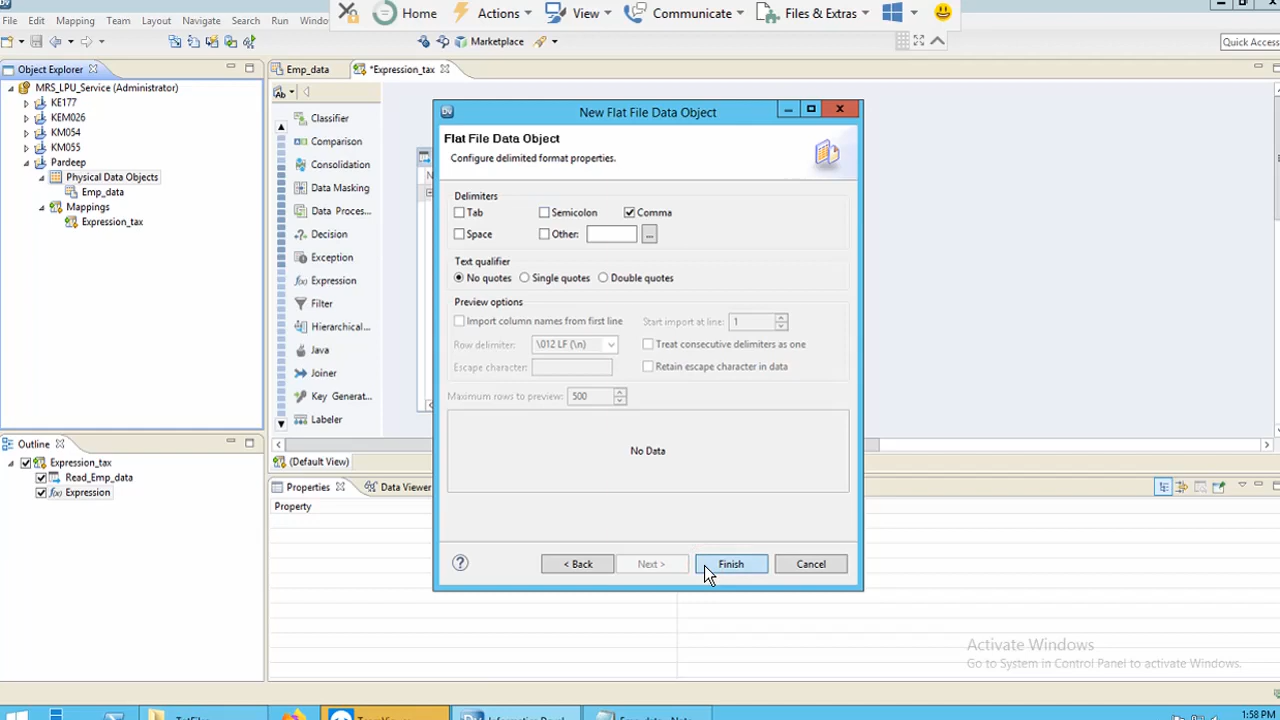 Home Actions View Communicate Files & Extras
File Edit Mapping Team Layout Navigate Search Run
Marketplace Quick Access
Object Explorer
MRS_LPU_Service (Administrator)
KE177
KEM026
KM054
KM055
Pardeep
Physical Data Objects
Emp_data
Mappings
Expression_tax
Emp_data *Expression_tax
Ab
Classifier
Comparison
Consolidation
Data Masking
Data Proces...
Decision
Exception
Expression
Filter
Hierarchical...
Java
Joiner
Key Generat...
Labeler
(Default View)
New Flat File Data Object
Flat File Data Object
Configure delimited format properties.
Delimiters
Tab Semicolon Comma
Space Other: ...
Text qualifier
No quotes Single quotes Double quotes
Preview options
Import column names from first line Start import at line: 1
Row delimiter: \012 LF (\n) Treat consecutive delimiters as one
Escape character: Retain escape character in data
Maximum rows to preview: 500
No Data
< Back Next > Finish Cancel
Outline
Expression_tax
Read_Emp_data
Expression
Properties Data Viewer
Property
Activate Windows
Go to System in Control Panel to activate Windows.
1:58 PM